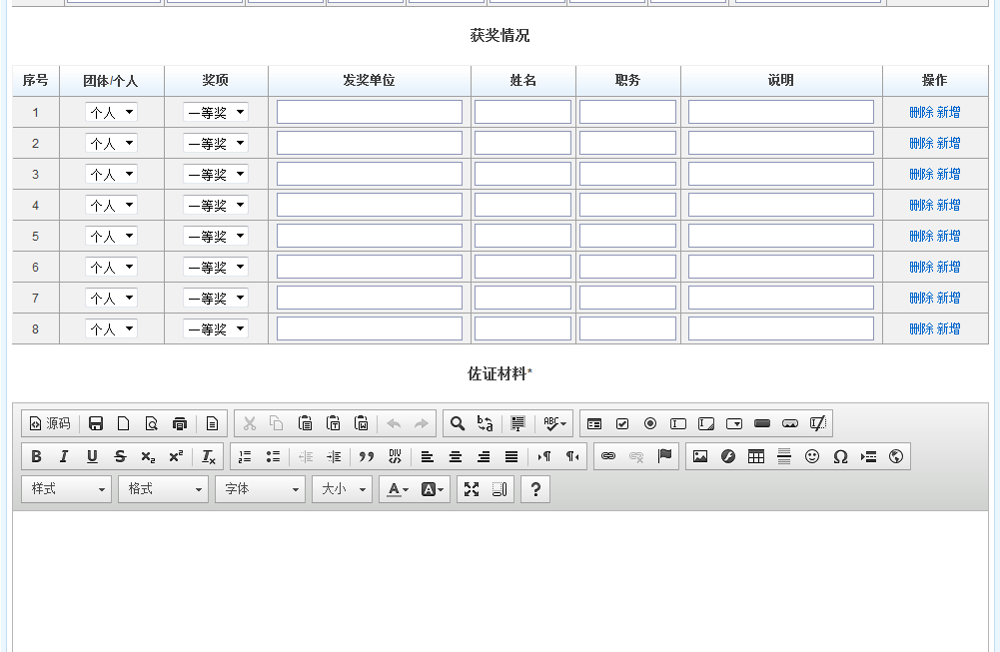 获奖情况
序号 团体/个人 奖项 发奖单位 姓名 职务 说明 操作
1 个人 一等奖 删除 新增
2 个人 一等奖 删除 新增
3 个人 一等奖 删除 新增
4 个人 一等奖 删除 新增
5 个人 一等奖 删除 新增
6 个人 一等奖 删除 新增
7 个人 一等奖 删除 新增
8 个人 一等奖 删除 新增
佐证材料*
源码
样式 格式 字体 大小